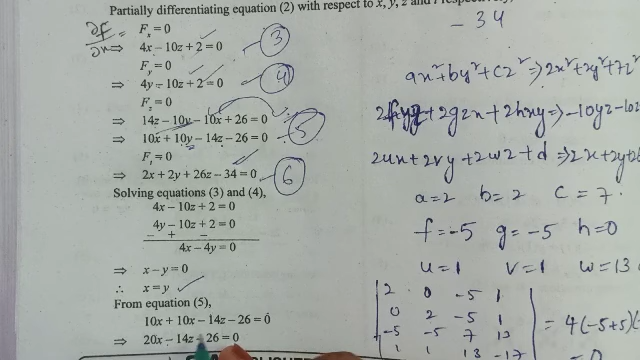 Partially differentiating equation (2) with respect to x, y, z and t respectively,
∂F/∂x = Fx = 0
⇒ 4x – 10z + 2 = 0 (3)
Fy = 0
⇒ 4y – 10z + 2 = 0 (4)
Fz = 0
⇒ 14z – 10y – 10x + 26 = 0
⇒ 10x + 10y – 14z – 26 = 0 (5)
Ft = 0
⇒ 2x + 2y + 26z – 34 = 0 (6)
Solving equations (3) and (4),
4x – 10z + 2 = 0
4y – 10z + 2 = 0
– + –
4x – 4y = 0
⇒ x – y = 0
∴ x = y
From equation (5),
10x + 10x – 14z – 26 = 0
⇒ 20x – 14z – 26 = 0
– 34
ax²+by²+cz² ⇒ 2x²+2y²+7z²
2fyz+2gzx+2hxy ⇒ –10yz–10z
2ux+2vy+2wz+d ⇒ 2x+2y+26
a=2 b=2 c=7
f=-5 g=-5 h=0
u=1 v=1 w=13
2 0 -5 1
0 2 -5 1
-5 -5 7 13
1 1 13 -17
= 4(-5+5)(-
= 0